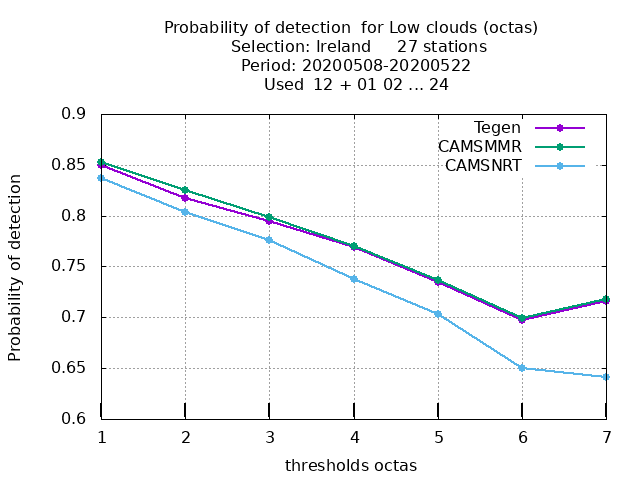 Probability of detection  for Low clouds (octas)
Selection: Ireland     27 stations
Period: 20200508-20200522
Used  12 + 01 02 ... 24
Tegen
CAMSMMR
CAMSNRT
0.9
0.85
0.8
0.75
0.7
0.65
0.6
Probability of detection
1 2 3 4 5 6 7
thresholds octas